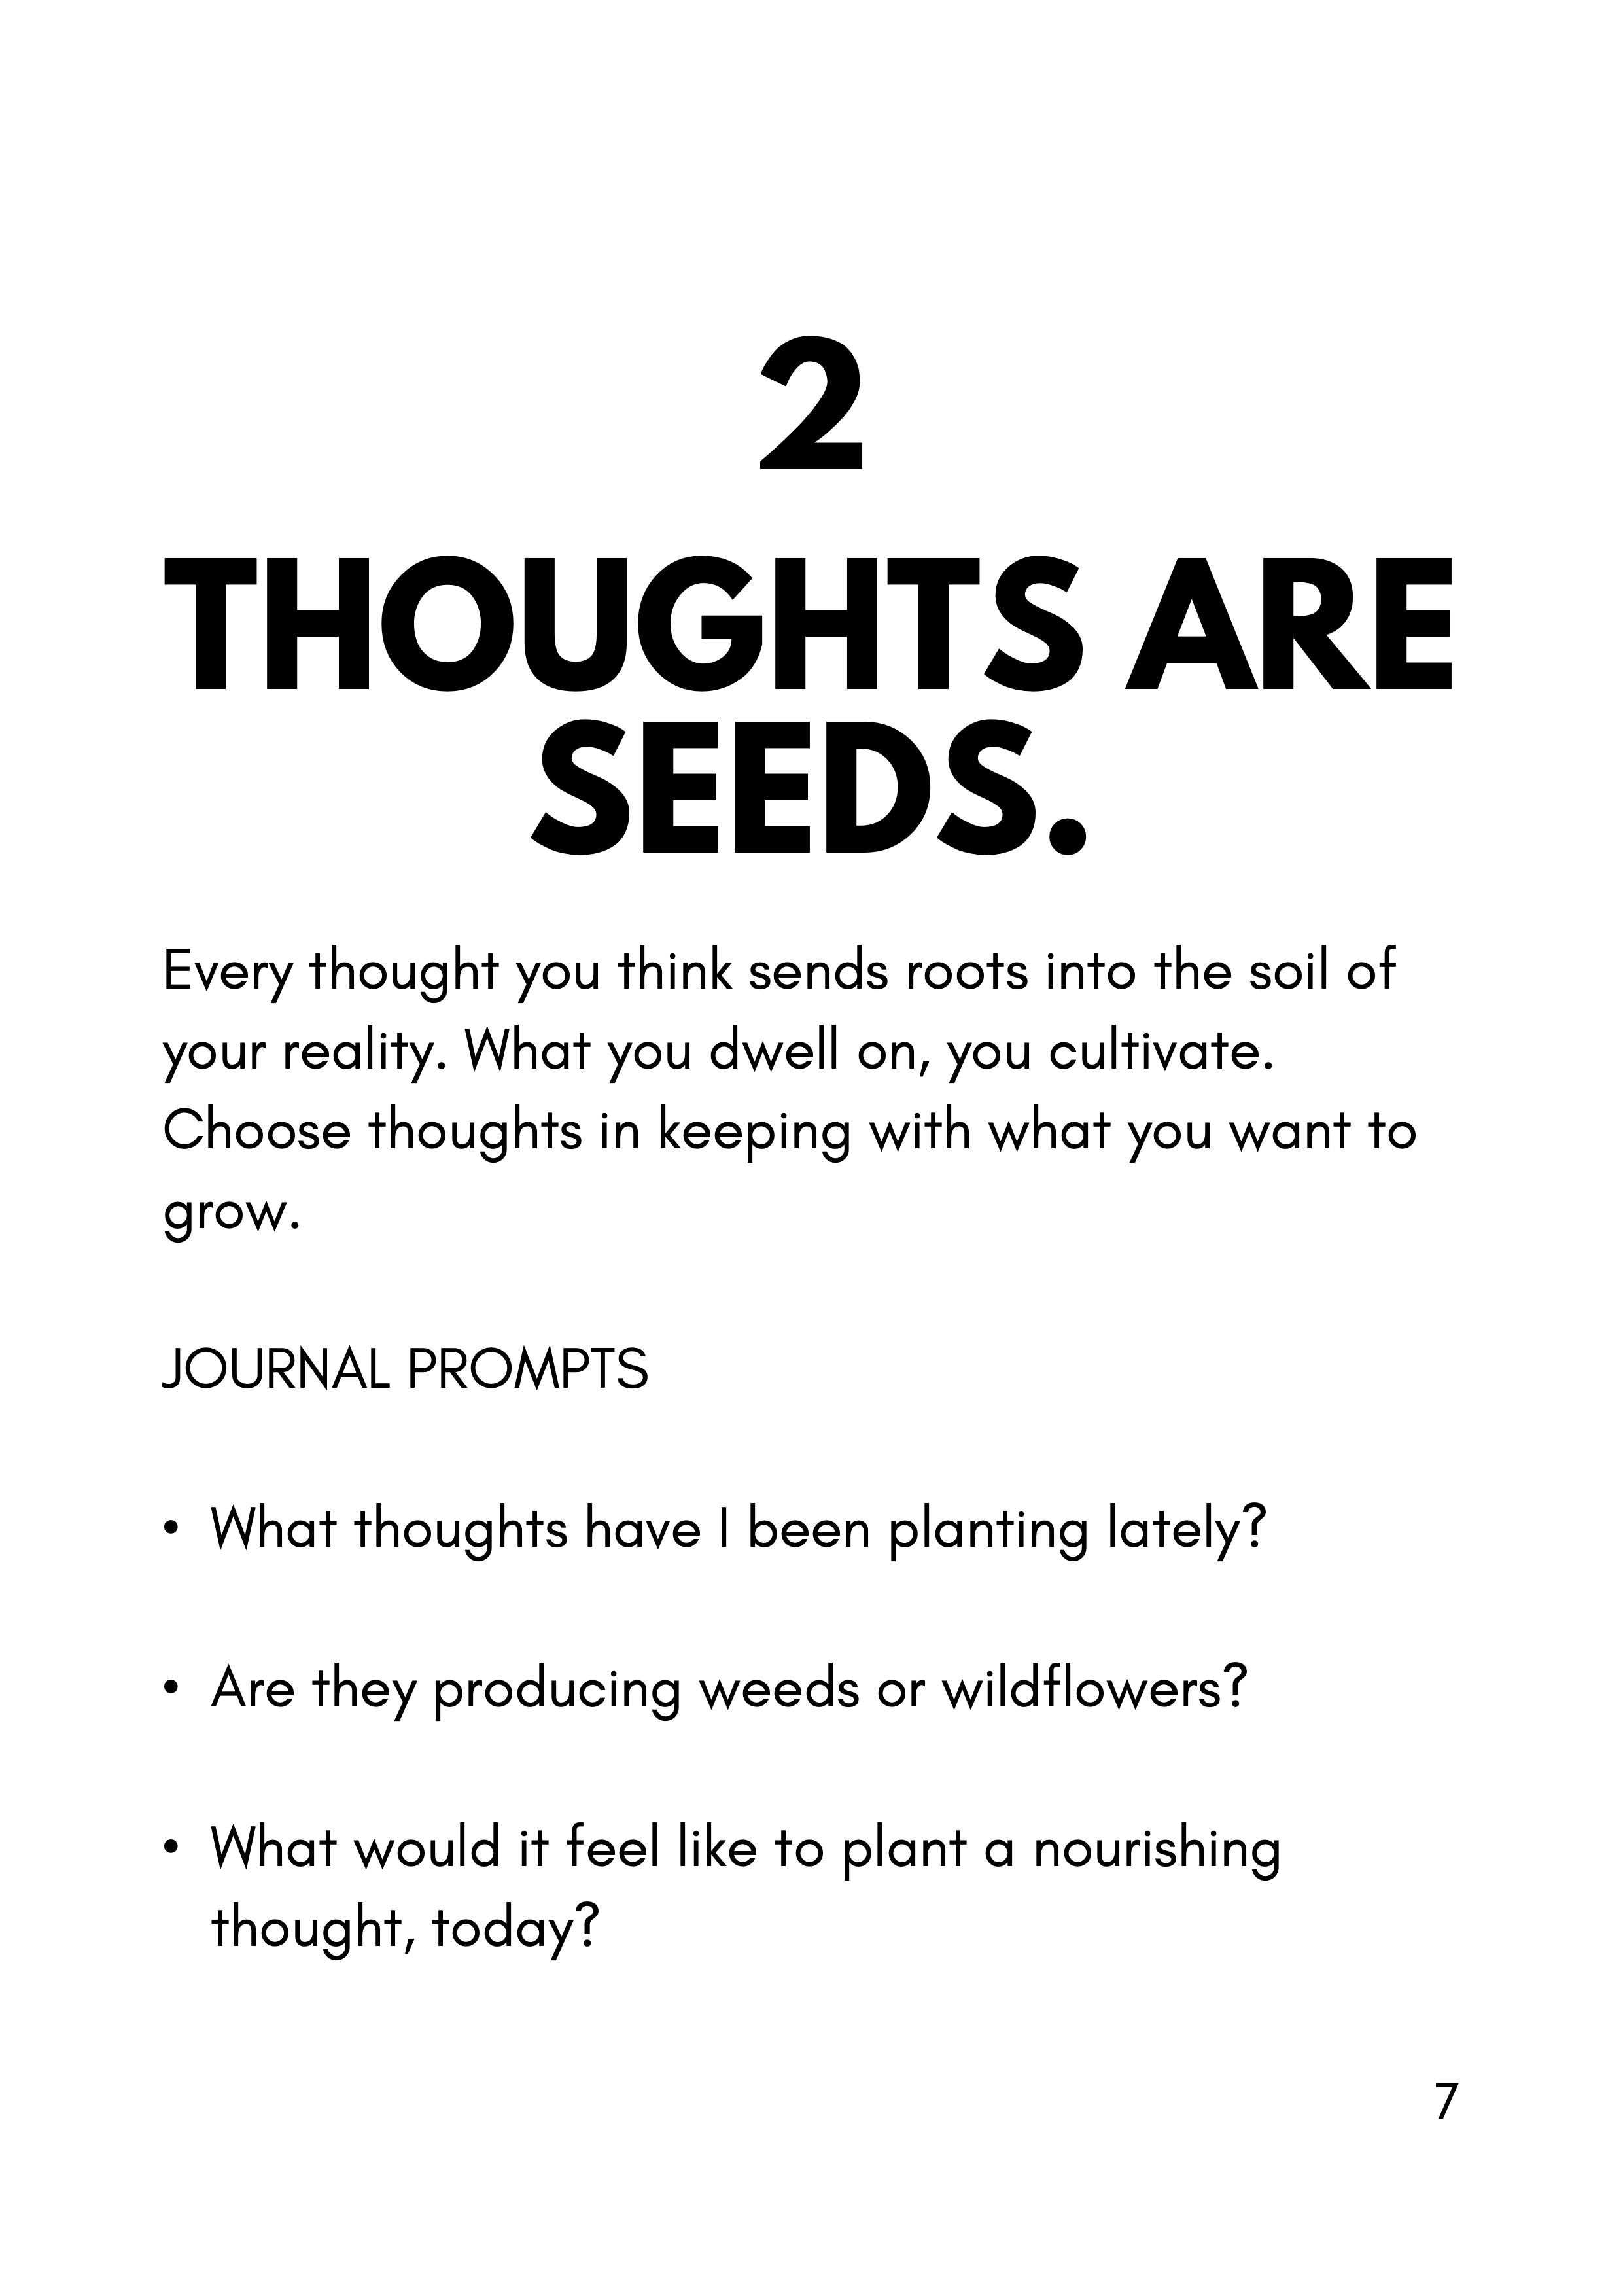 2
THOUGHTS ARE
SEEDS.
Every thought you think sends roots into the soil of
your reality. What you dwell on, you cultivate.
Choose thoughts in keeping with what you want to
grow.
JOURNAL PROMPTS
• What thoughts have I been planting lately?
• Are they producing weeds or wildflowers?
• What would it feel like to plant a nourishing
thought, today?
7